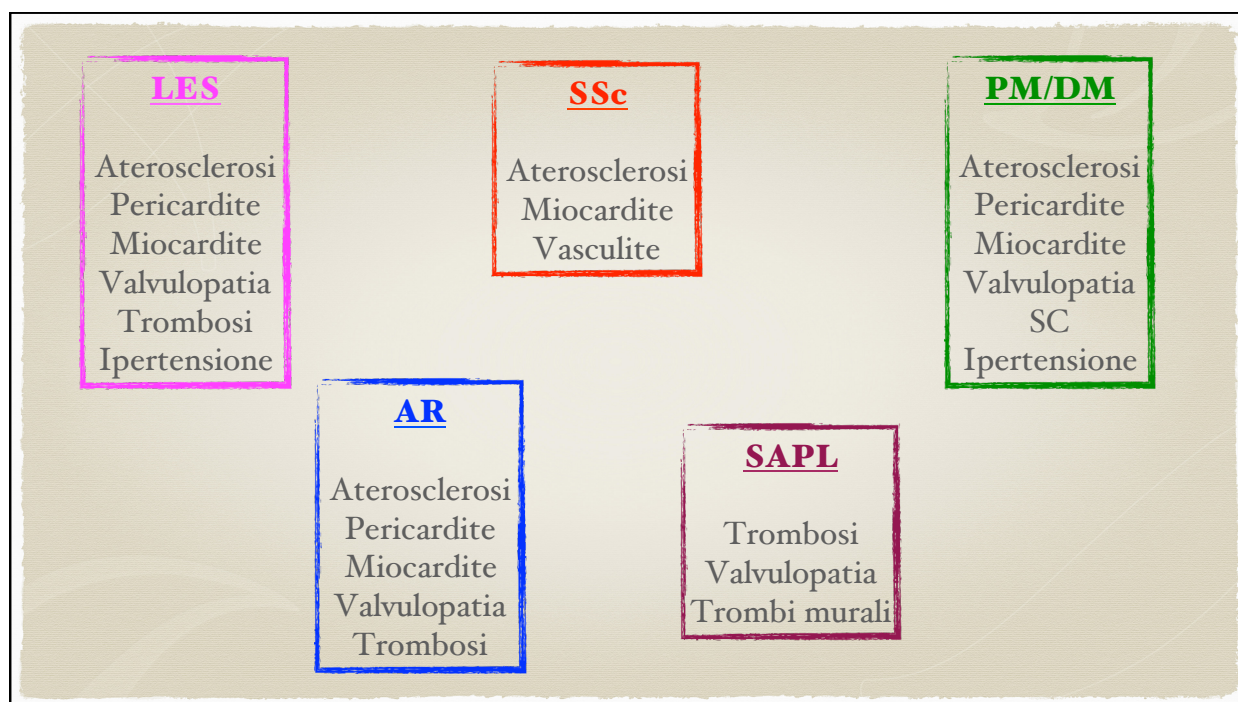 LES
Aterosclerosi
Pericardite
Miocardite
Valvulopatia
Trombosi
Ipertensione
SSc
Aterosclerosi
Miocardite
Vasculite
PM/DM
Aterosclerosi
Pericardite
Miocardite
Valvulopatia
SC
Ipertensione
AR
Aterosclerosi
Pericardite
Miocardite
Valvulopatia
Trombosi
SAPL
Trombosi
Valvulopatia
Trombi murali